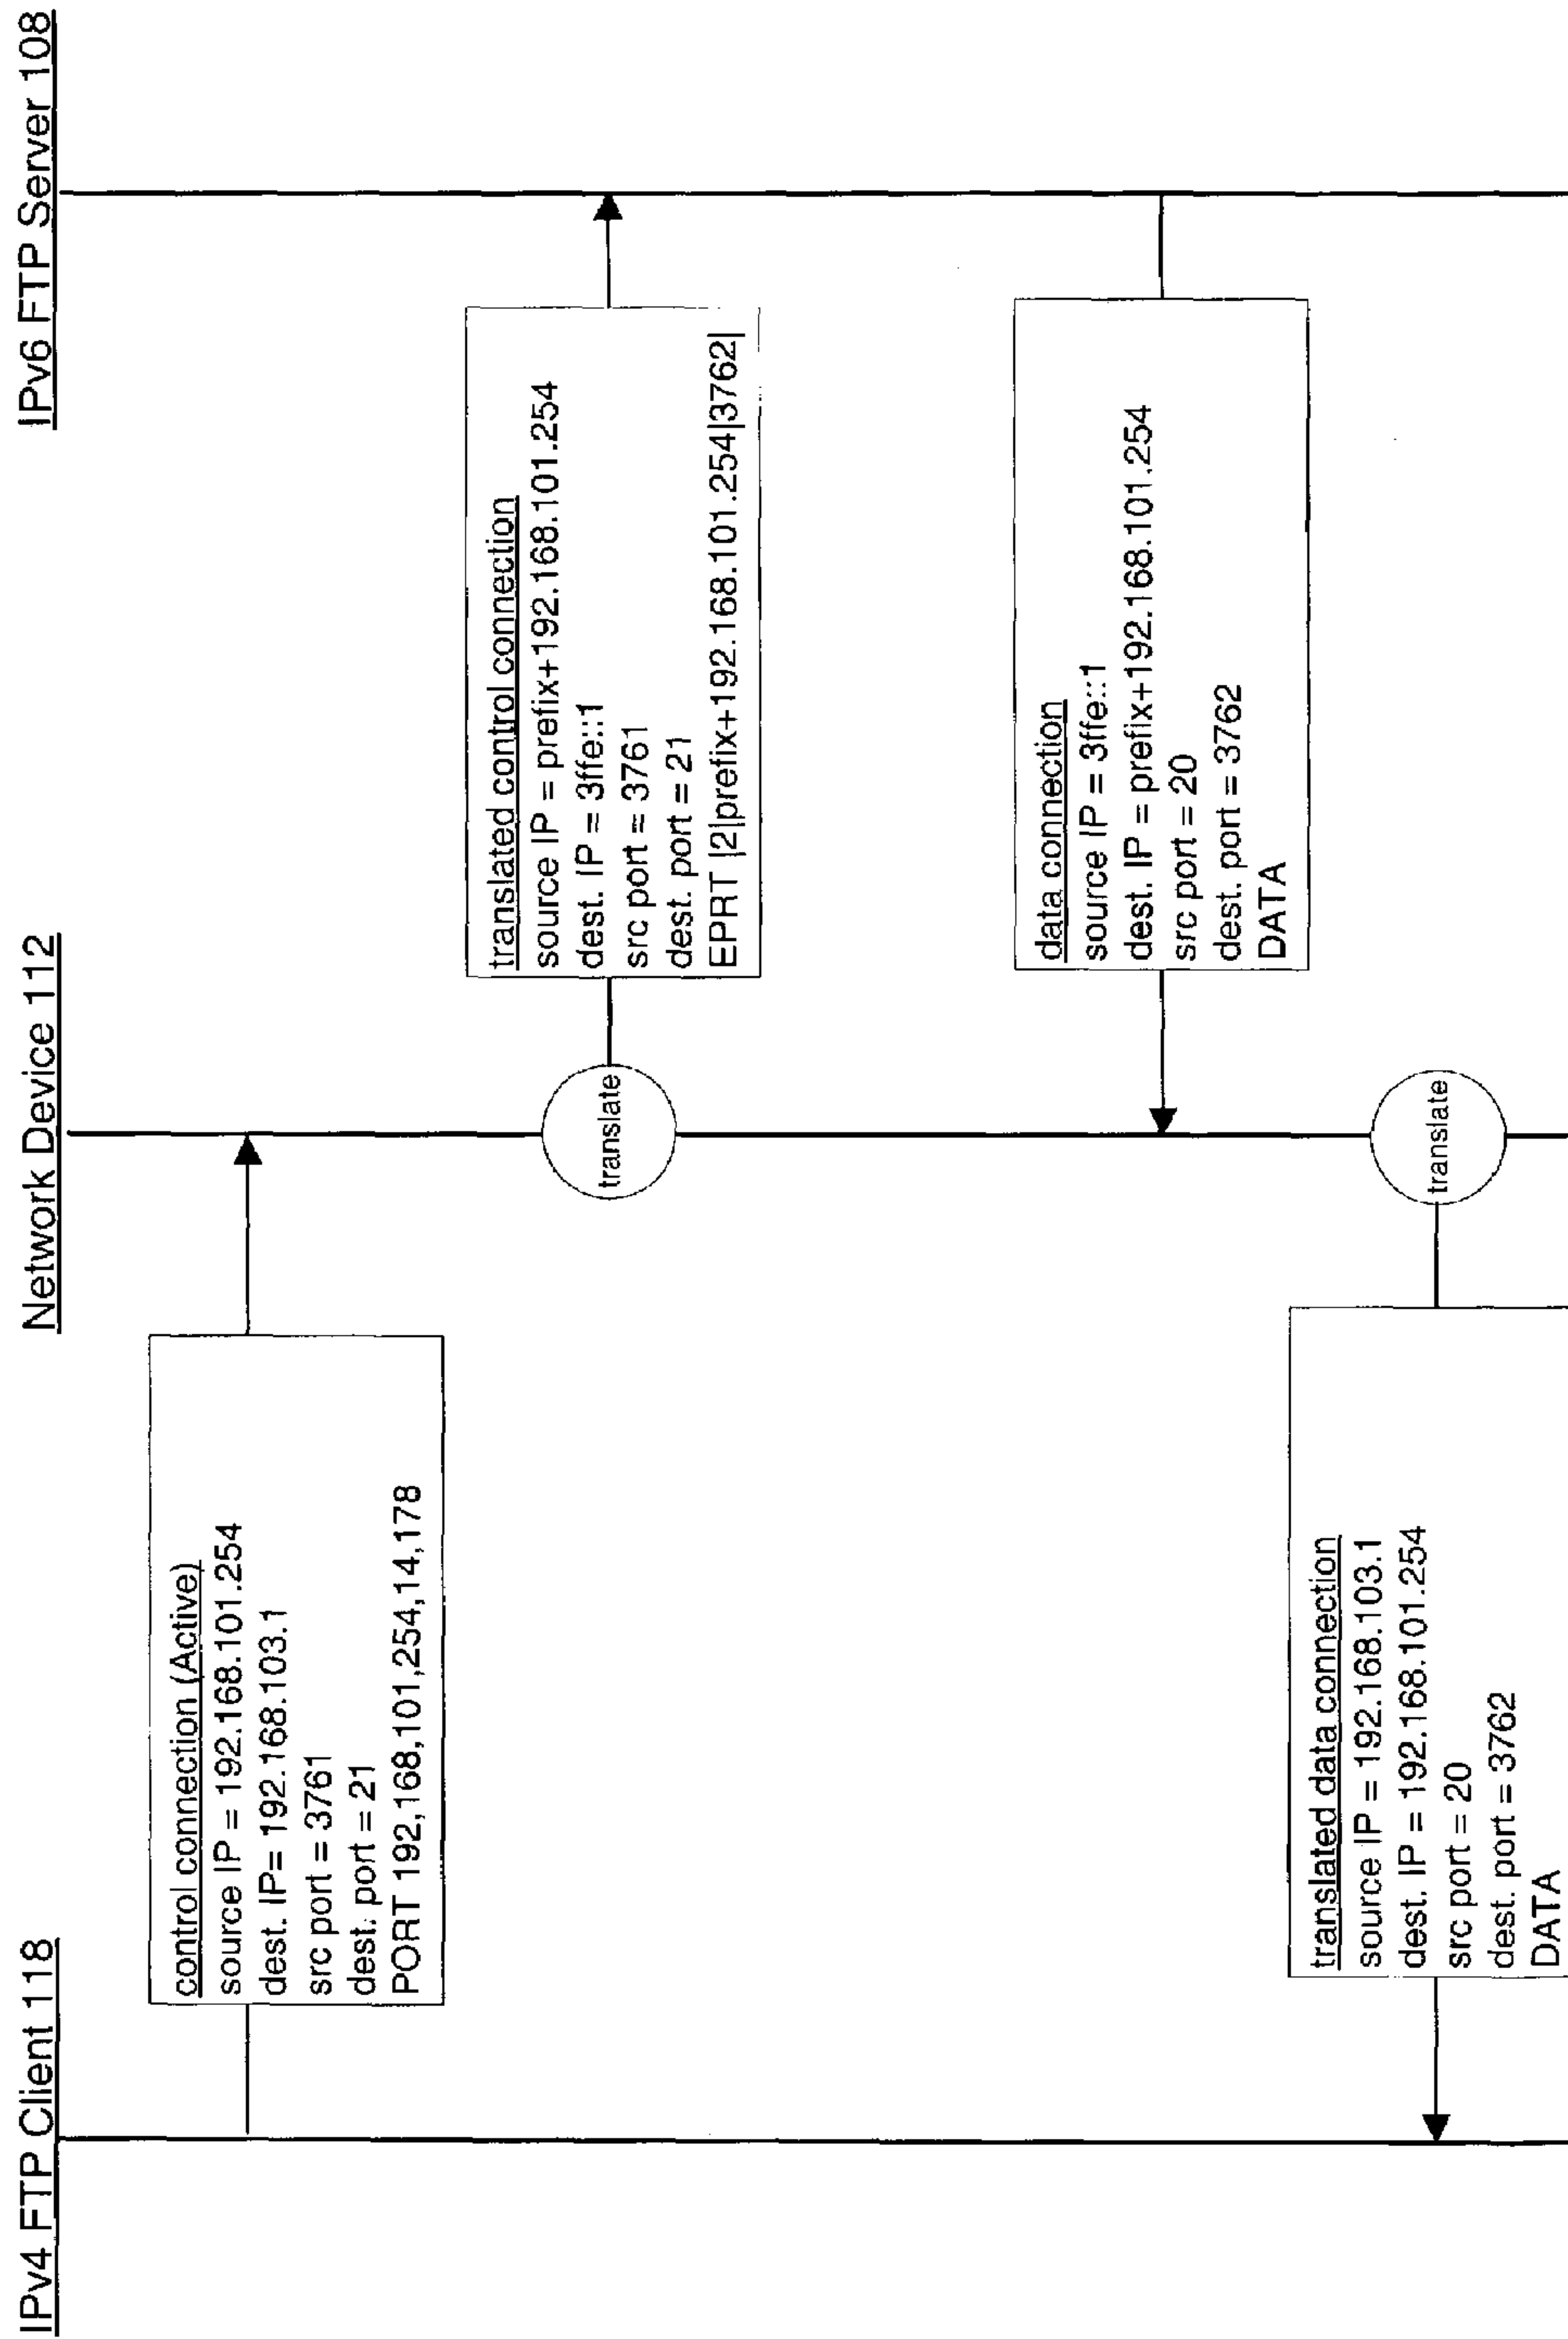 IPv4 FTP Client 118
Network Device 112
IPv6 FTP Server 108
control connection (Active)
source IP = 192.168.101.254
dest. IP= 192.168.103.1
src port = 3761
dest. port = 21
PORT 192,168,101,254,14,178
translate
translated control connection
source IP = prefix+192.168.101.254
dest. IP = 3ffe::1
src port = 3761
dest. port = 21
EPRT |2|prefix+192.168.101.254|3762|
data connection
source IP = 3ffe::1
dest. IP = prefix+192.168.101.254
src port = 20
dest. port = 3762
DATA
translate
translated data connection
source IP = 192.168.103.1
dest. IP = 192.168.101.254
src port = 20
dest. port = 3762
DATA